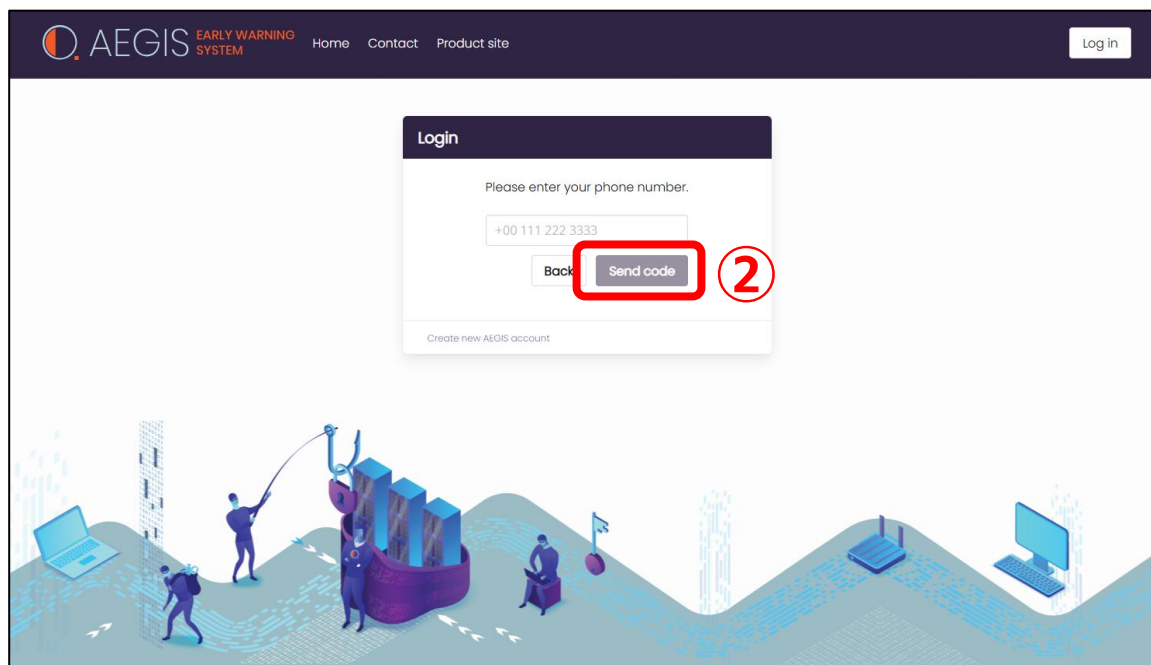 AEGIS EARLY WARNING SYSTEM Home Contact Product site Log in
Login
Please enter your phone number.
+00 111 222 3333
Back Send code ②
Create new AEGIS account